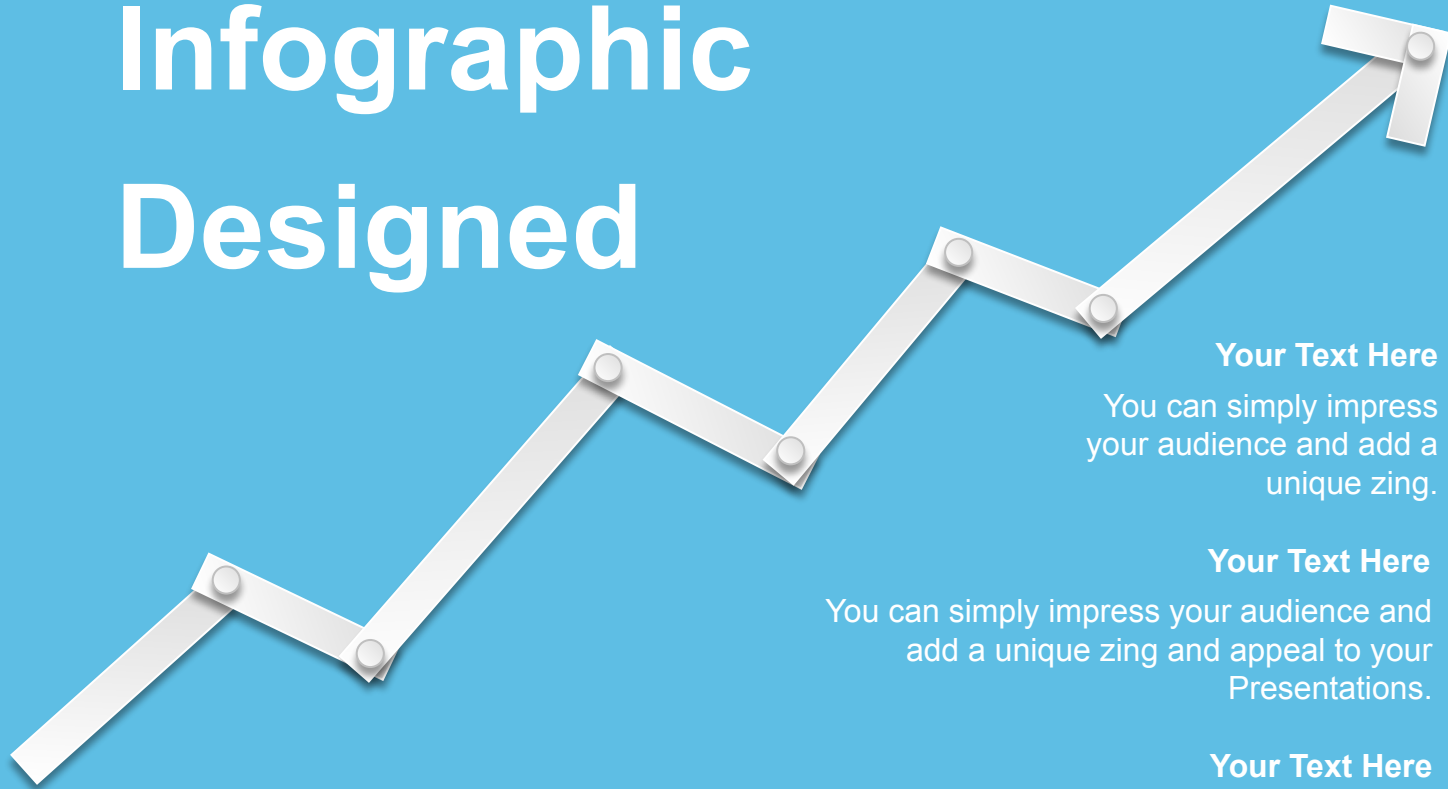 Infographic
Designed
Your Text Here
You can simply impress
your audience and add a
unique zing.
Your Text Here
You can simply impress your audience and
add a unique zing and appeal to your
Presentations.
Your Text Here